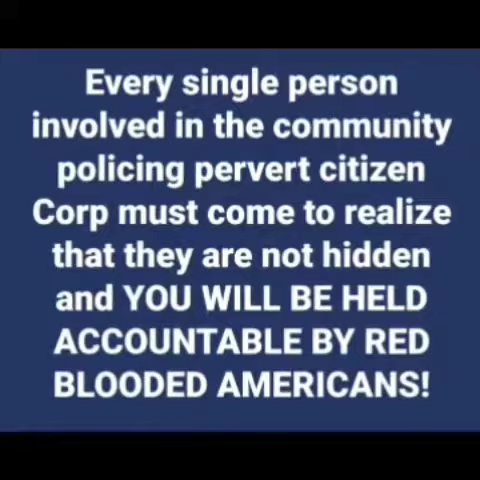 Every single person
involved in the community
policing pervert citizen
Corp must come to realize
that they are not hidden
and YOU WILL BE HELD
ACCOUNTABLE BY RED
BLOODED AMERICANS!